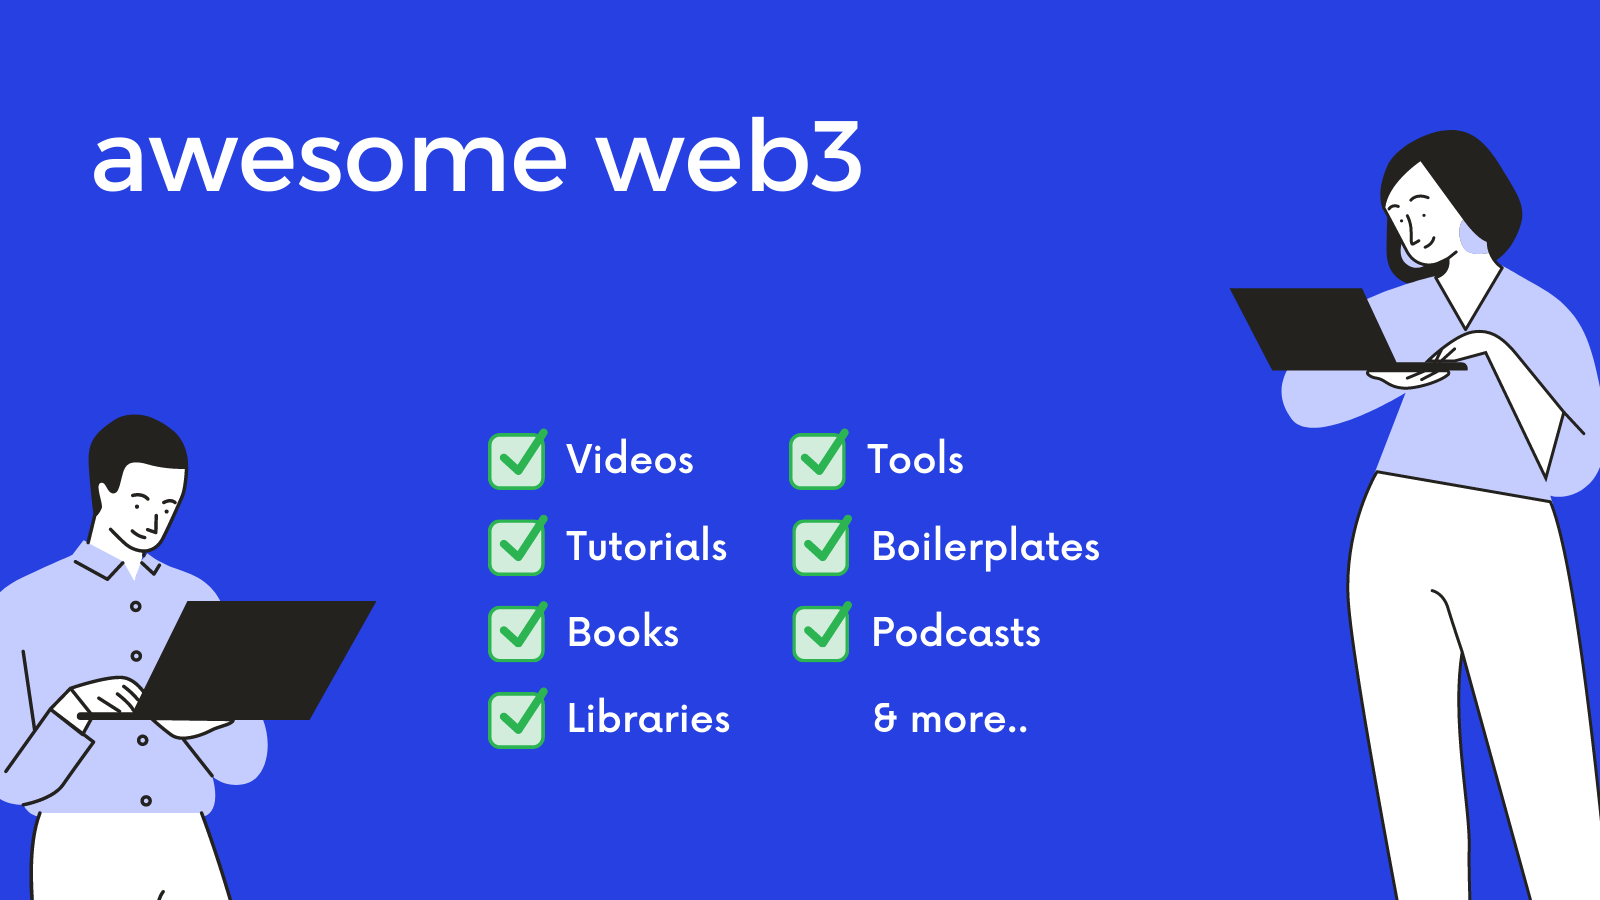 awesome web3
Videos
Tutorials
Books
Libraries
Tools
Boilerplates
Podcasts
& more..